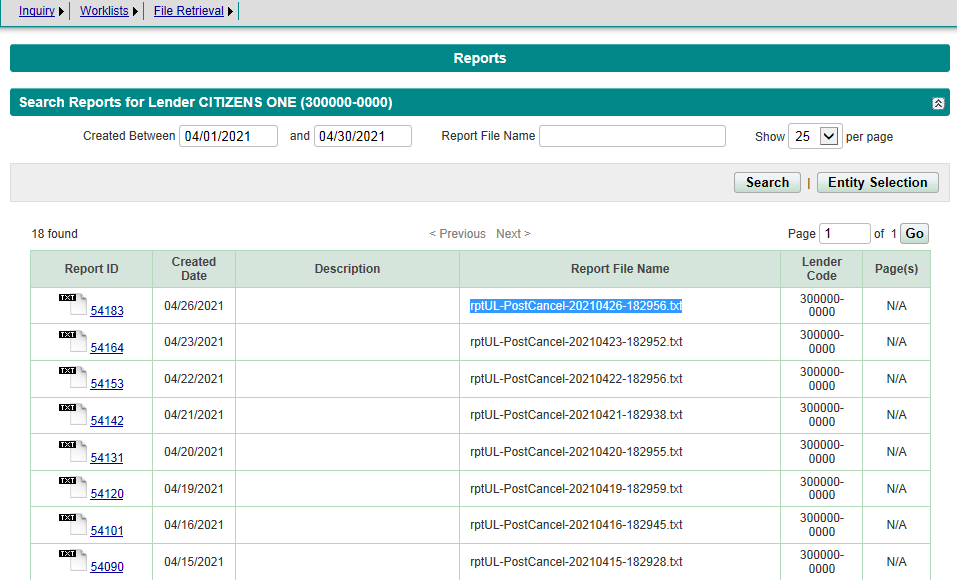 Inquiry Worklists File Retrieval
Reports
Search Reports for Lender CITIZENS ONE (300000-0000)
Created Between 04/01/2021 and 04/30/2021 Report File Name Show 25 per page
Search | Entity Selection
18 found < Previous Next > Page 1 of 1 Go
Report ID Created Date Description Report File Name Lender Code Page(s)
TXT 54183 04/26/2021 rptUL-PostCancel-20210426-182956.txt 300000-0000 N/A
TXT 54164 04/23/2021 rptUL-PostCancel-20210423-182952.txt 300000-0000 N/A
TXT 54153 04/22/2021 rptUL-PostCancel-20210422-182956.txt 300000-0000 N/A
TXT 54142 04/21/2021 rptUL-PostCancel-20210421-182938.txt 300000-0000 N/A
TXT 54131 04/20/2021 rptUL-PostCancel-20210420-182955.txt 300000-0000 N/A
TXT 54120 04/19/2021 rptUL-PostCancel-20210419-182959.txt 300000-0000 N/A
TXT 54101 04/16/2021 rptUL-PostCancel-20210416-182945.txt 300000-0000 N/A
TXT 54090 04/15/2021 rptUL-PostCancel-20210415-182928.txt 300000-0000 N/A